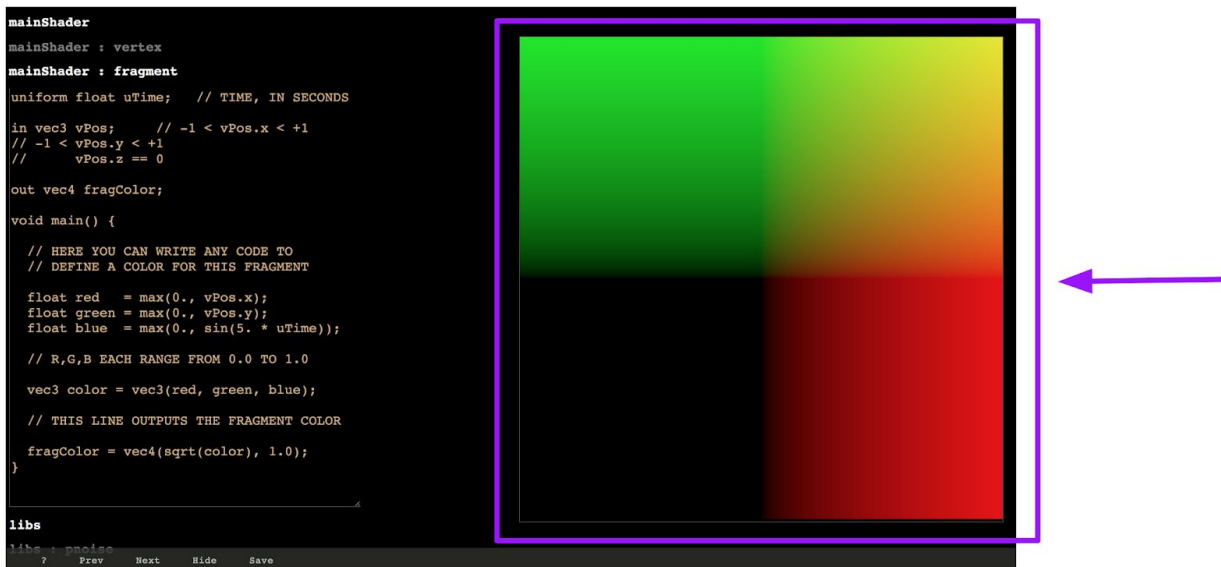 mainShader
mainShader : vertex
mainShader : fragment
uniform float uTime;   // TIME, IN SECONDS
in vec3 vPos;      // -1 < vPos.x < +1
// -1 < vPos.y < +1
//      vPos.z == 0
out vec4 fragColor;
void main() {
  // HERE YOU CAN WRITE ANY CODE TO
  // DEFINE A COLOR FOR THIS FRAGMENT
  float red   = max(0., vPos.x);
  float green = max(0., vPos.y);
  float blue  = max(0., sin(5. * uTime));
  // R,G,B EACH RANGE FROM 0.0 TO 1.0
  vec3 color = vec3(red, green, blue);
  // THIS LINE OUTPUTS THE FRAGMENT COLOR
  fragColor = vec4(sqrt(color), 1.0);
}
libs
libs : pnoise
? Prev Next Hide Save